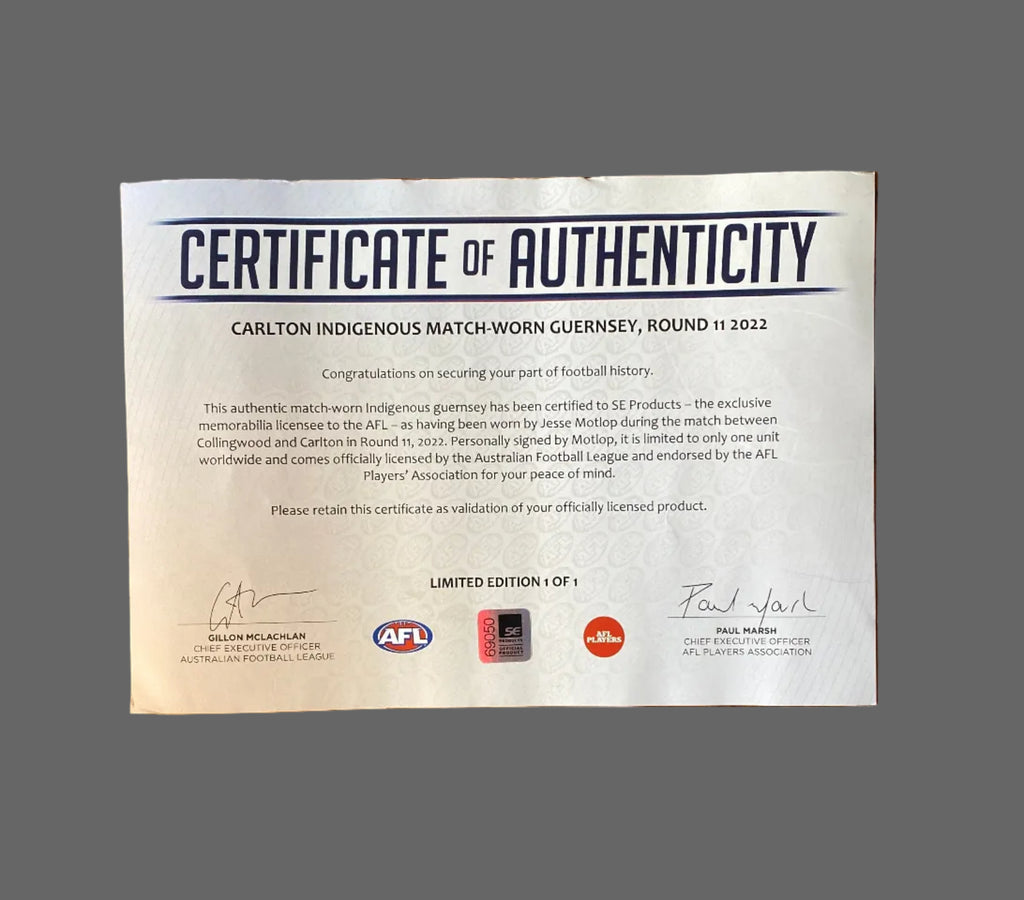 CERTIFICATE OF AUTHENTICITY
CARLTON INDIGENOUS MATCH-WORN GUERNSEY, ROUND 11 2022
Congratulations on securing your part of football history.
This authentic match-worn Indigenous guernsey has been certified to SE Products – the exclusive
memorabilia licensee to the AFL – as having been worn by Jesse Motlop during the match between
Collingwood and Carlton in Round 11, 2022. Personally signed by Motlop, it is limited to only one unit
worldwide and comes officially licensed by the Australian Football League and endorsed by the AFL
Players' Association for your peace of mind.
Please retain this certificate as validation of your officially licensed product.
LIMITED EDITION 1 OF 1
GILLON MCLACHLAN
CHIEF EXECUTIVE OFFICER
AUSTRALIAN FOOTBALL LEAGUE
AFL
69050
SE
PRODUCTS
OFFICIAL
PRODUCT
AFL
PLAYERS
Paul Marsh
PAUL MARSH
CHIEF EXECUTIVE OFFICER
AFL PLAYERS ASSOCIATION